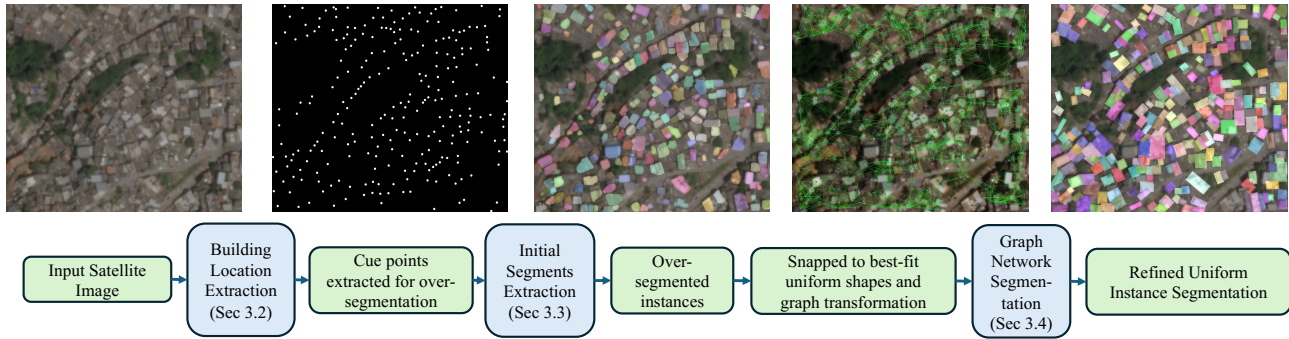 Input Satellite
Image
Building
Location
Extraction
(Sec 3.2)
Cue points
extracted for over-
segmentation
Initial
Segments
Extraction
(Sec 3.3)
Over-
segmented
instances
Snapped to best-fit
uniform shapes and
graph transformation
Graph
Network
Segmen-
tation
(Sec 3.4)
Refined Uniform
Instance Segmentation